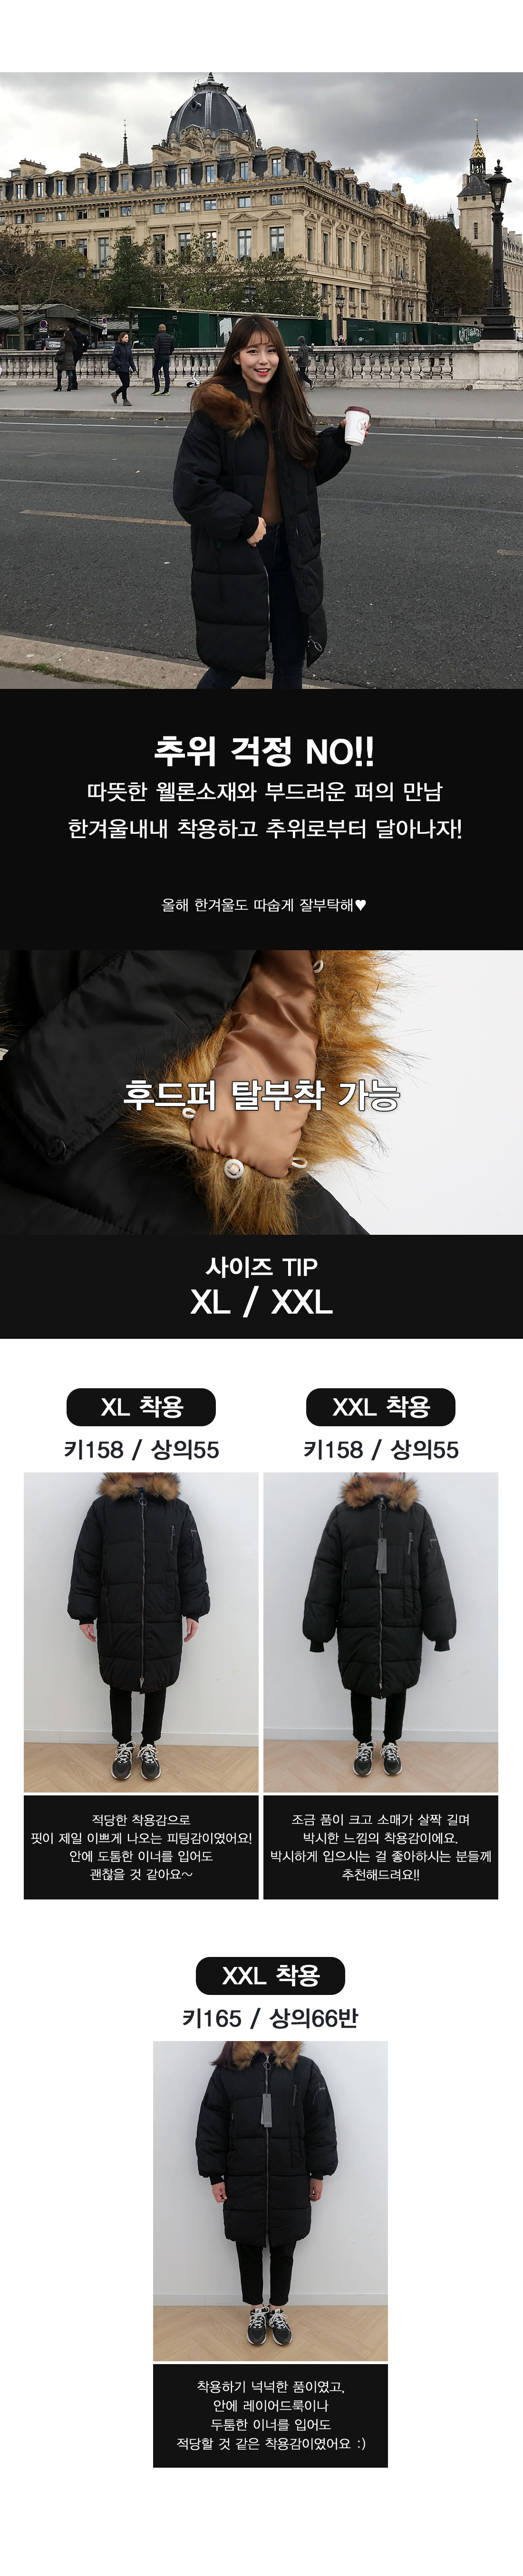 추위 걱정 NO!!
따뜻한 웰론소재와 부드러운 퍼의 만남
한겨울내내 착용하고 추위로부터 달아나자!
올해 한겨울도 따숩게 잘부탁해♥
후드퍼 탈부착 가능
사이즈 TIP
XL / XXL
XL 착용
키158 / 상의55
적당한 착용감으로
핏이 제일 이쁘게 나오는 피팅감이였어요!
안에 도톰한 이너를 입어도
괜찮을 것 같아요~
XXL 착용
키158 / 상의55
조금 품이 크고 소매가 살짝 길며
박시한 느낌의 착용감이에요.
박시하게 입으시는 걸 좋아하시는 분들께
추천해드려요!!
XXL 착용
키165 / 상의66반
착용하기 넉넉한 품이였고,
안에 레이어드룩이나
두툼한 이너를 입어도
적당할 것 같은 착용감이였어요 :)